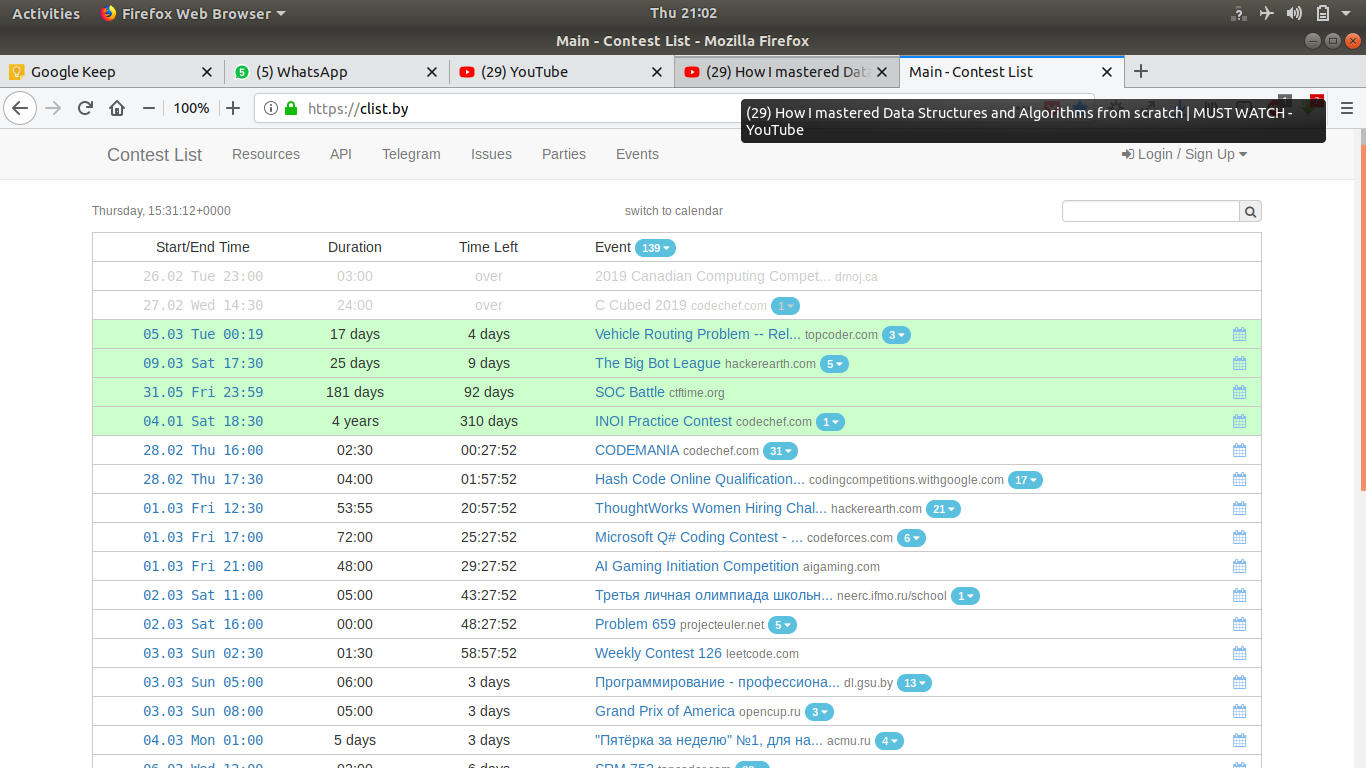 Activities Firefox Web Browser Thu 21:02
Main - Contest List - Mozilla Firefox
Google Keep (5) WhatsApp (29) YouTube (29) How I mastered Dat Main - Contest List
100% https://clist.by
(29) How I mastered Data Structures and Algorithms from scratch | MUST WATCH -
YouTube
Contest List Resources API Telegram Issues Parties Events Login / Sign Up
Thursday, 15:31:12+0000 switch to calendar
Start/End Time Duration Time Left Event 139
26.02 Tue 23:00 03:00 over 2019 Canadian Computing Compet... dmoj.ca
27.02 Wed 14:30 24:00 over C Cubed 2019 codechef.com 1
05.03 Tue 00:19 17 days 4 days Vehicle Routing Problem -- Rel... topcoder.com 3
09.03 Sat 17:30 25 days 9 days The Big Bot League hackerearth.com 5
31.05 Fri 23:59 181 days 92 days SOC Battle ctftime.org
04.01 Sat 18:30 4 years 310 days INOI Practice Contest codechef.com 1
28.02 Thu 16:00 02:30 00:27:52 CODEMANIA codechef.com 31
28.02 Thu 17:30 04:00 01:57:52 Hash Code Online Qualification... codingcompetitions.withgoogle.com 17
01.03 Fri 12:30 53:55 20:57:52 ThoughtWorks Women Hiring Chal... hackerearth.com 21
01.03 Fri 17:00 72:00 25:27:52 Microsoft Q# Coding Contest - ... codeforces.com 6
01.03 Fri 21:00 48:00 29:27:52 AI Gaming Initiation Competition aigaming.com
02.03 Sat 11:00 05:00 43:27:52 Третья личная олимпиада школьн... neerc.ifmo.ru/school 1
02.03 Sat 16:00 00:00 48:27:52 Problem 659 projecteuler.net 5
03.03 Sun 02:30 01:30 58:57:52 Weekly Contest 126 leetcode.com
03.03 Sun 05:00 06:00 3 days Программирование - профессиона... dl.gsu.by 13
03.03 Sun 08:00 05:00 3 days Grand Prix of America opencup.ru 3
04.03 Mon 01:00 5 days 3 days "Пятёрка за неделю" №1, для на... acmu.ru 4